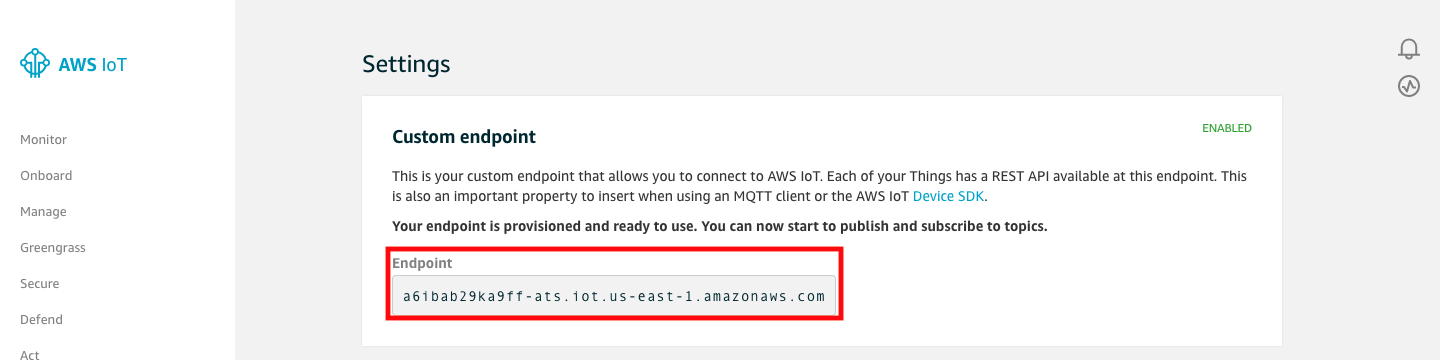 AWS IoT
Monitor
Onboard
Manage
Greengrass
Secure
Defend
Act
Settings
Custom endpoint
ENABLED
This is your custom endpoint that allows you to connect to AWS IoT. Each of your Things has a REST API available at this endpoint. This
is also an important property to insert when using an MQTT client or the AWS IoT Device SDK.
Your endpoint is provisioned and ready to use. You can now start to publish and subscribe to topics.
Endpoint
a6ibab29ka9ff-ats.iot.us-east-1.amazonaws.com